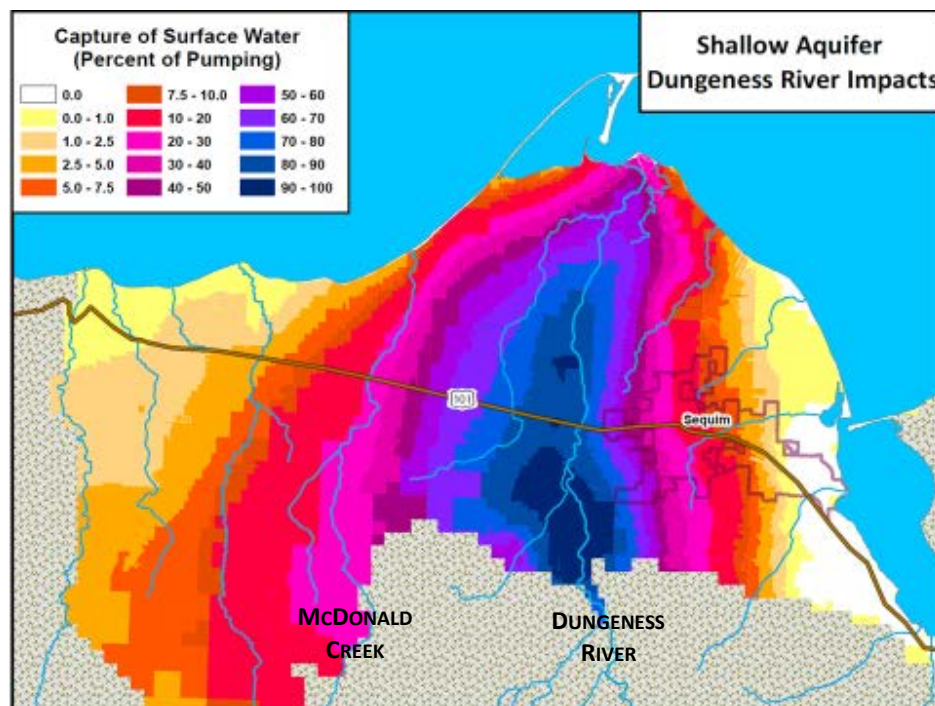 Capture of Surface Water
(Percent of Pumping)
0.0
0.0 - 1.0
1.0 - 2.5
2.5 - 5.0
5.0 - 7.5
7.5 - 10.0
10 - 20
20 - 30
30 - 40
40 - 50
50 - 60
60 - 70
70 - 80
80 - 90
90 - 100
Shallow Aquifer
Dungeness River Impacts
101
Sequim
MCDONALD
CREEK
DUNGENESS
RIVER